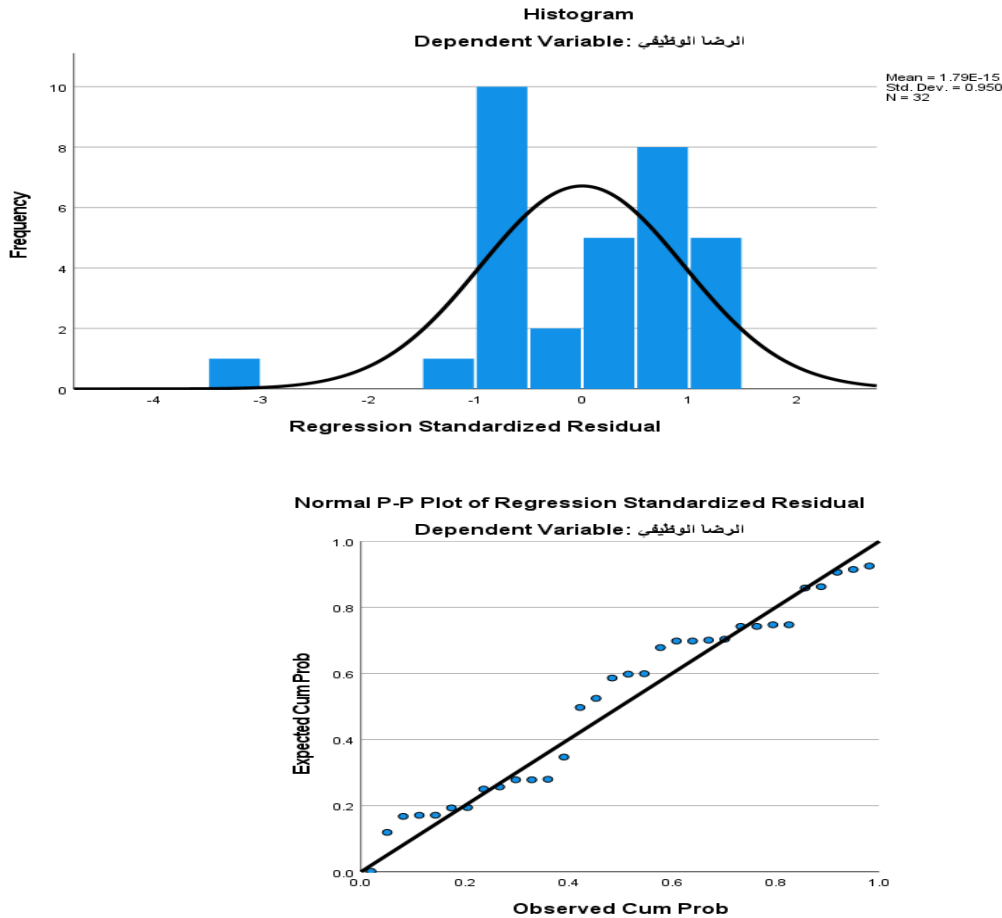 Histogram
Dependent Variable: الرضا الوظيفي
Mean = 1.79E-15
Std. Dev. = 0.950
N = 32
Frequency
10
8
6
4
2
0
-4 -3 -2 -1 0 1 2
Regression Standardized Residual
Normal P-P Plot of Regression Standardized Residual
Dependent Variable: الرضا الوظيفي
Expected Cum Prob
1.0
0.8
0.6
0.4
0.2
0.0
0.0 0.2 0.4 0.6 0.8 1.0
Observed Cum Prob